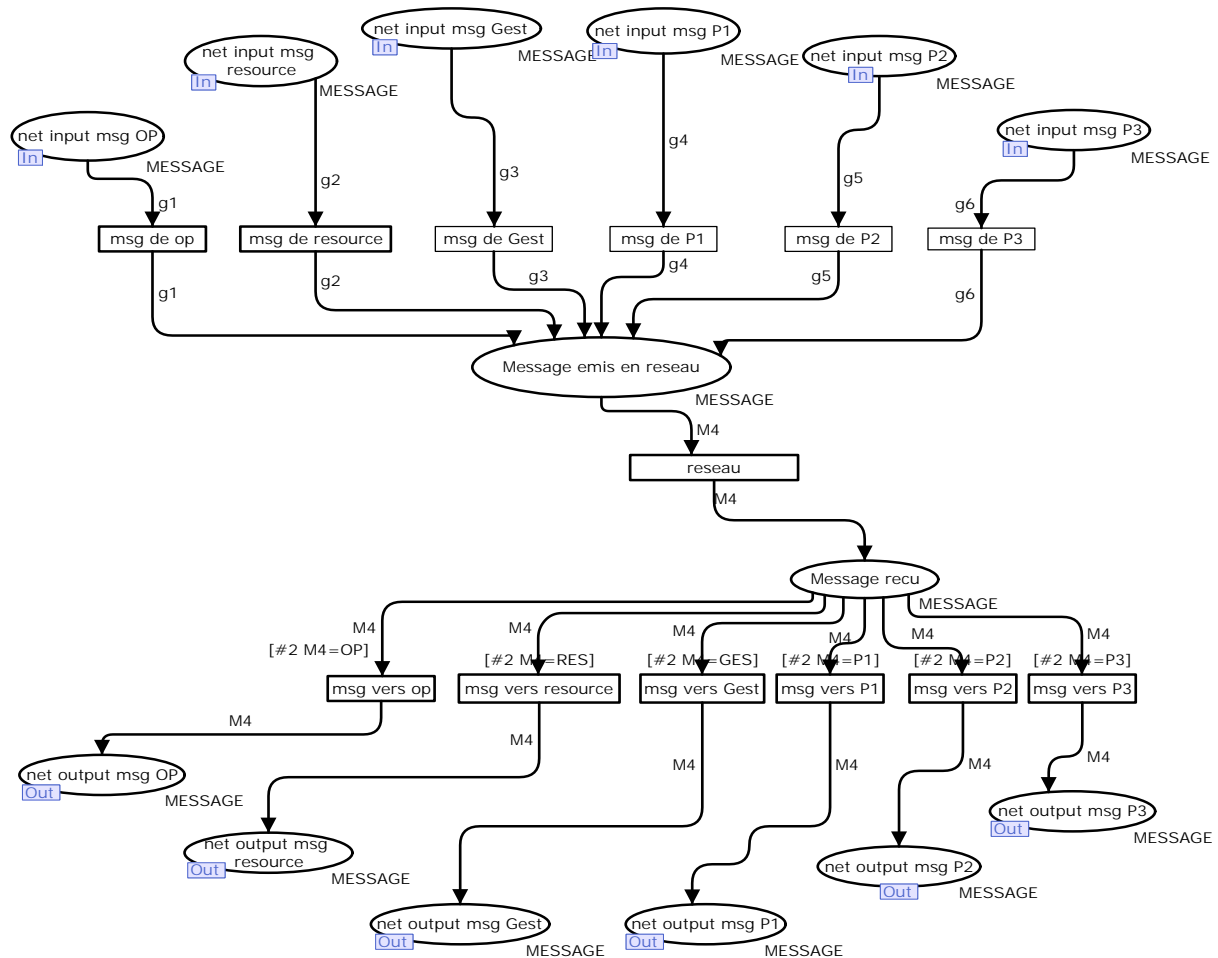 net input msg Gest
In
MESSAGE
net input msg P1
In
MESSAGE
net input msg
resource
In
MESSAGE
net input msg P2
In
MESSAGE
net input msg OP
In
MESSAGE
net input msg P3
In
MESSAGE
g1
g2
g3
g4
g5
g6
msg de op
msg de resource
msg de Gest
msg de P1
msg de P2
msg de P3
g1
g2
g3
g4
g5
g6
Message emis en reseau
MESSAGE
M4
reseau
M4
Message recu
MESSAGE
M4
M4
M4
M4
M4
M4
[#2 M4=OP]
[#2 M4=RES]
[#2 M4=GES]
[#2 M4=P1]
[#2 M4=P2]
[#2 M4=P3]
msg vers op
msg vers resource
msg vers Gest
msg vers P1
msg vers P2
msg vers P3
M4
M4
M4
M4
M4
M4
net output msg OP
Out
MESSAGE
net output msg P3
Out
MESSAGE
net output msg
resource
Out
MESSAGE
net output msg P2
Out
MESSAGE
net output msg Gest
Out
MESSAGE
net output msg P1
Out
MESSAGE